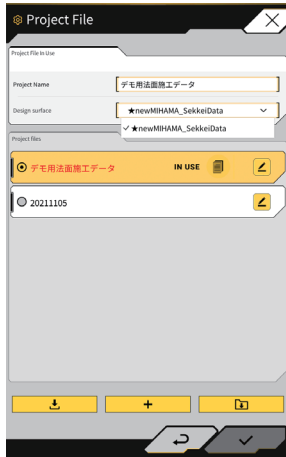 Project File
Project File In Use
Project Name
デモ用法面施工データ
Design surface
★newMIHAMA_SekkeiData
★newMIHAMA_SekkeiData
Project files
デモ用法面施工データ
IN USE
20211105